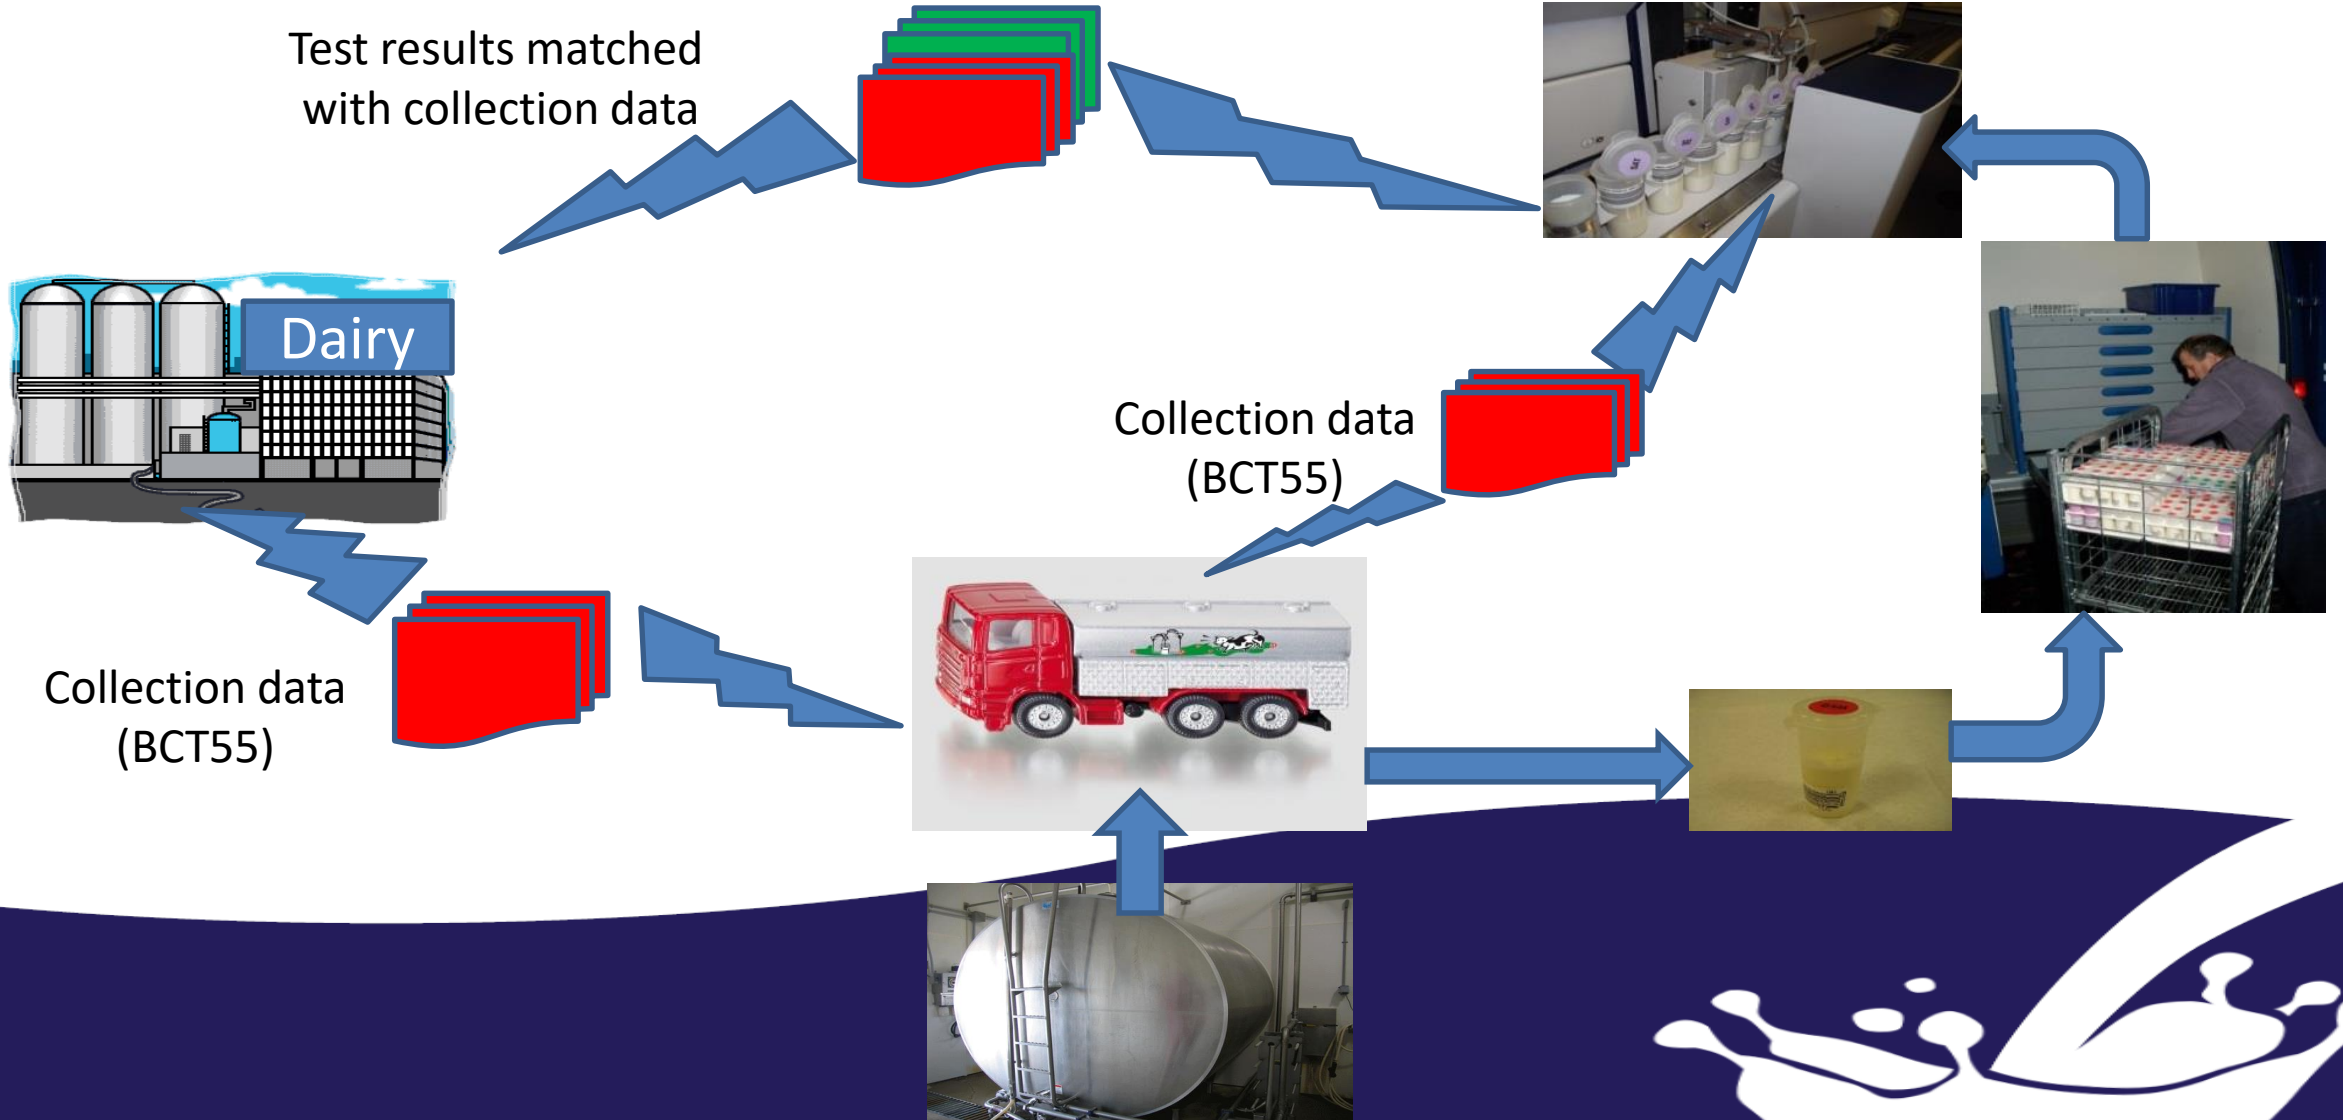 Test results matched
with collection data
Dairy
Collection data
(BCT55)
Collection data
(BCT55)